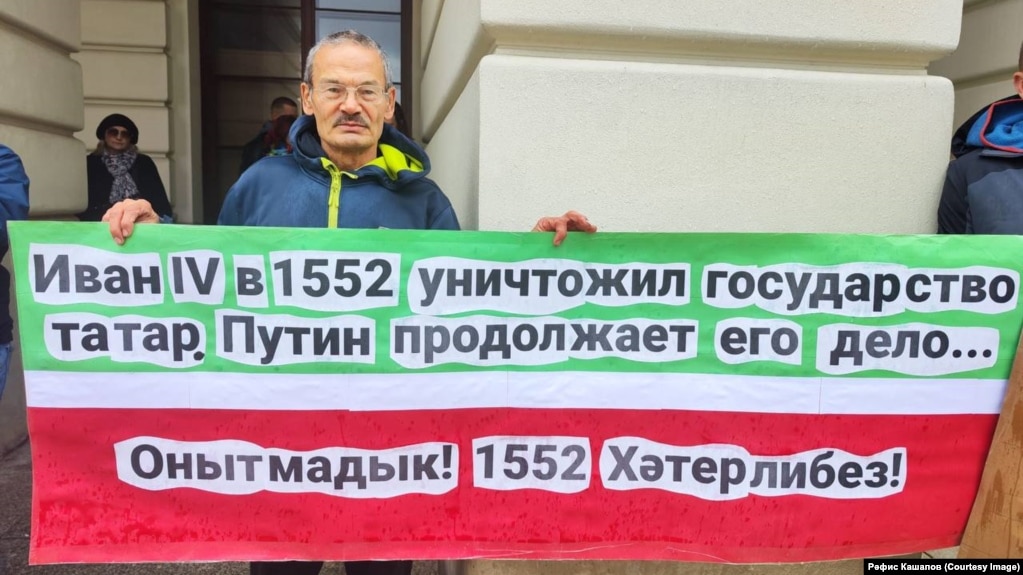 Иван IV в 1552 уничтожил государство
татар. Путин продолжает его дело...
Онытмадык! 1552 Хәтерлибез!
Рефис Кашапов (Courtesy Image)